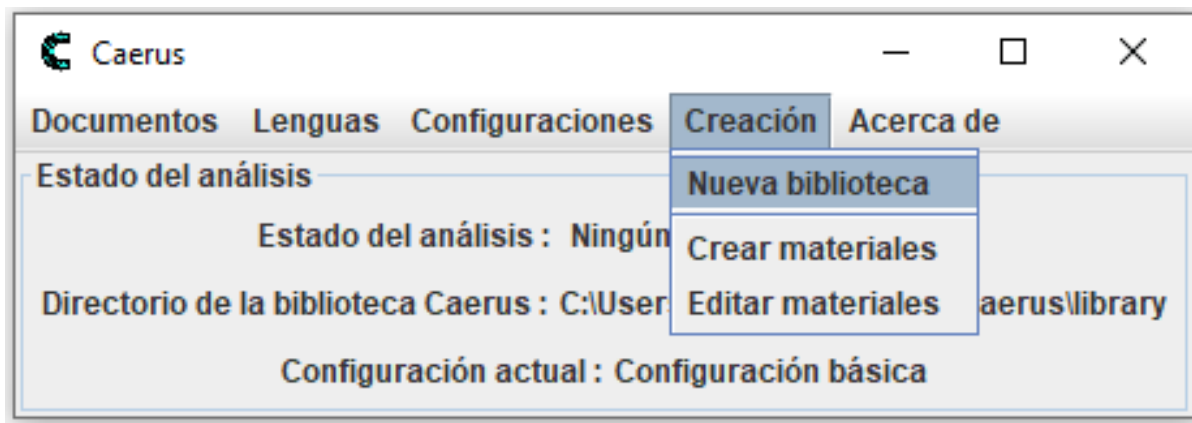 Caerus
Documentos Lenguas Configuraciones Creación Acerca de
Estado del análisis
Nueva biblioteca
Estado del análisis : Ningún
Crear materiales
Directorio de la biblioteca Caerus : aerus\library
Editar materiales
Configuración actual : Configuración básica